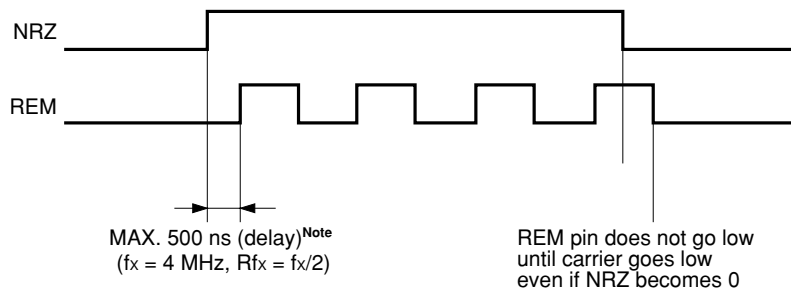 NRZ
REM
MAX. 500 ns (delay)Note
(fx = 4 MHz, Rfx = fx/2)
REM pin does not go low
until carrier goes low
even if NRZ becomes 0